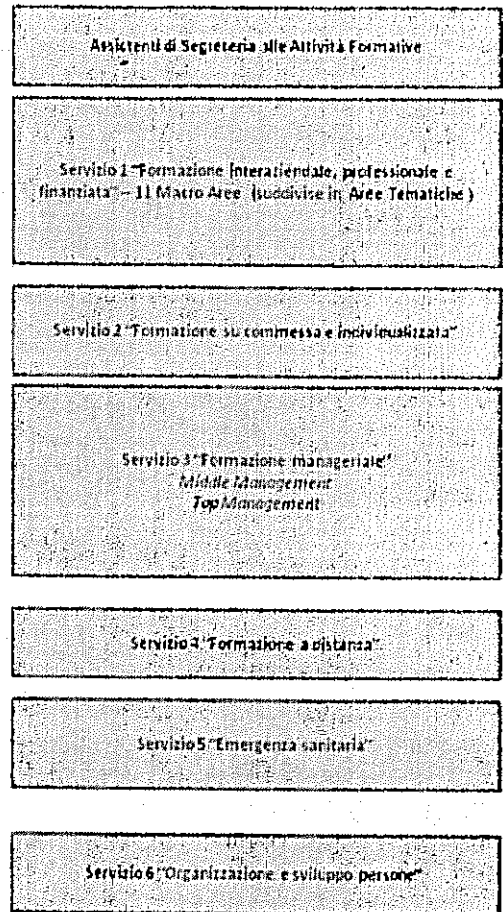 Assistenti di Segreteria alle Attività Formative
Servizio 1 "Formazione Interaziendale, professionale e
finanziata" – 11 Macro Aree (suddivise in Aree Tematiche )
Servizio 2 "Formazione su commessa e individualizzata"
Servizio 3 "Formazione manageriale"
Middle Management
Top Management
Servizio 4 "Formazione a distanza".
Servizio 5 "Emergenza sanitaria"
Servizio 6 "Organizzazione e sviluppo persone"